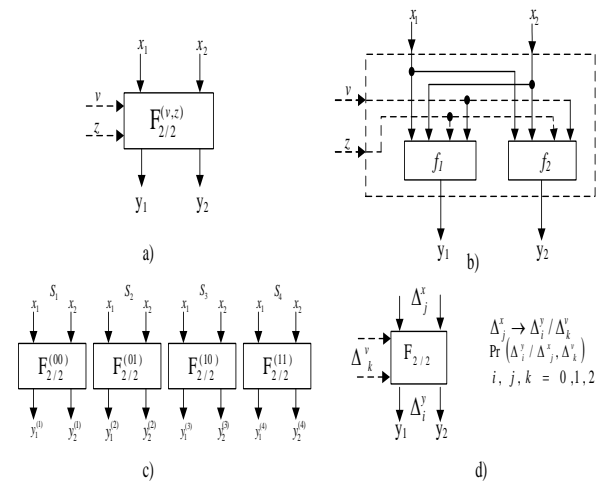 x₁ x₂
v
z
F₂/₂⁽ᵛ,ᶻ⁾
y₁ y₂
a)
x₁ x₂
v
z
f₁ f₂
y₁ y₂
b)
S₁ S₂ S₃ S₄
x₁ x₂ x₁ x₂ x₁ x₂ x₁ x₂
F₂/₂⁽⁰⁰⁾ F₂/₂⁽⁰¹⁾ F₂/₂⁽¹⁰⁾ F₂/₂⁽¹¹⁾
y₁⁽¹⁾ y₂⁽¹⁾ y₁⁽²⁾ y₂⁽²⁾ y₁⁽³⁾ y₂⁽³⁾ y₁⁽⁴⁾ y₂⁽⁴⁾
c)
Δⱼˣ
F₂/₂
Δₖᵛ
Δᵢʸ
y₁ y₂
Δⱼˣ → Δᵢʸ / Δₖᵛ
Pr (Δᵢʸ / Δⱼˣ, Δₖᵛ)
i, j, k = 0,1,2
d)